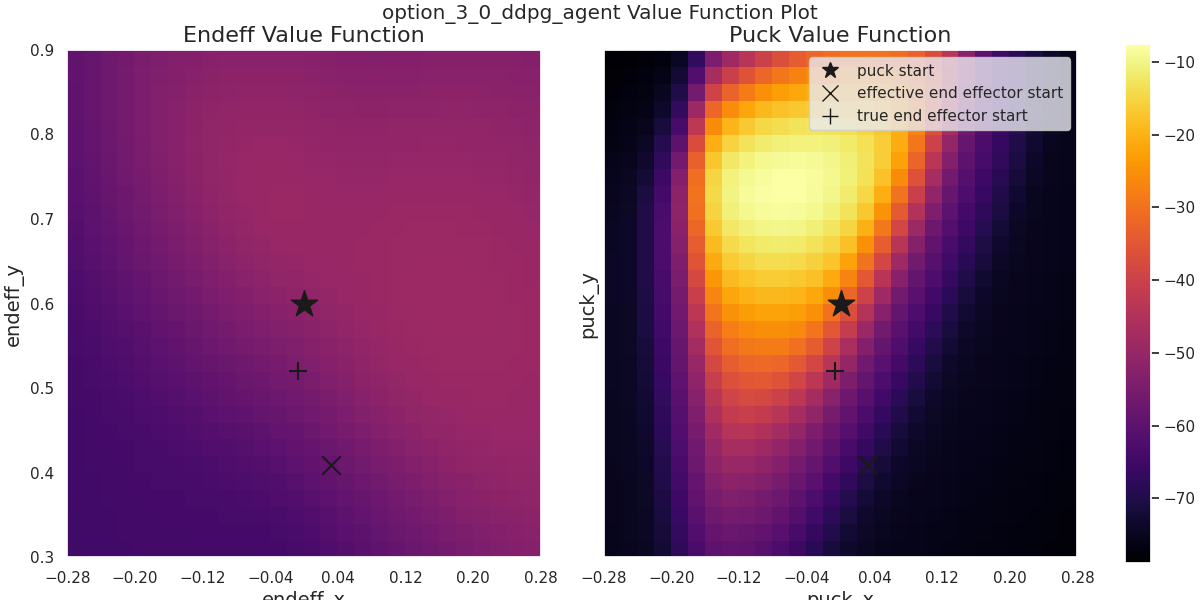 option_3_0_ddpg_agent Value Function Plot
Endeff Value Function
Puck Value Function
puck start
effective end effector start
true end effector start
endeff_y
0.9
0.8
0.7
0.6
0.5
0.4
0.3
−0.28 −0.20 −0.12 −0.04 0.04 0.12 0.20 0.28
endeff_x
puck_y
−0.28 −0.20 −0.12 −0.04 0.04 0.12 0.20 0.28
puck_x
−10
−20
−30
−40
−50
−60
−70